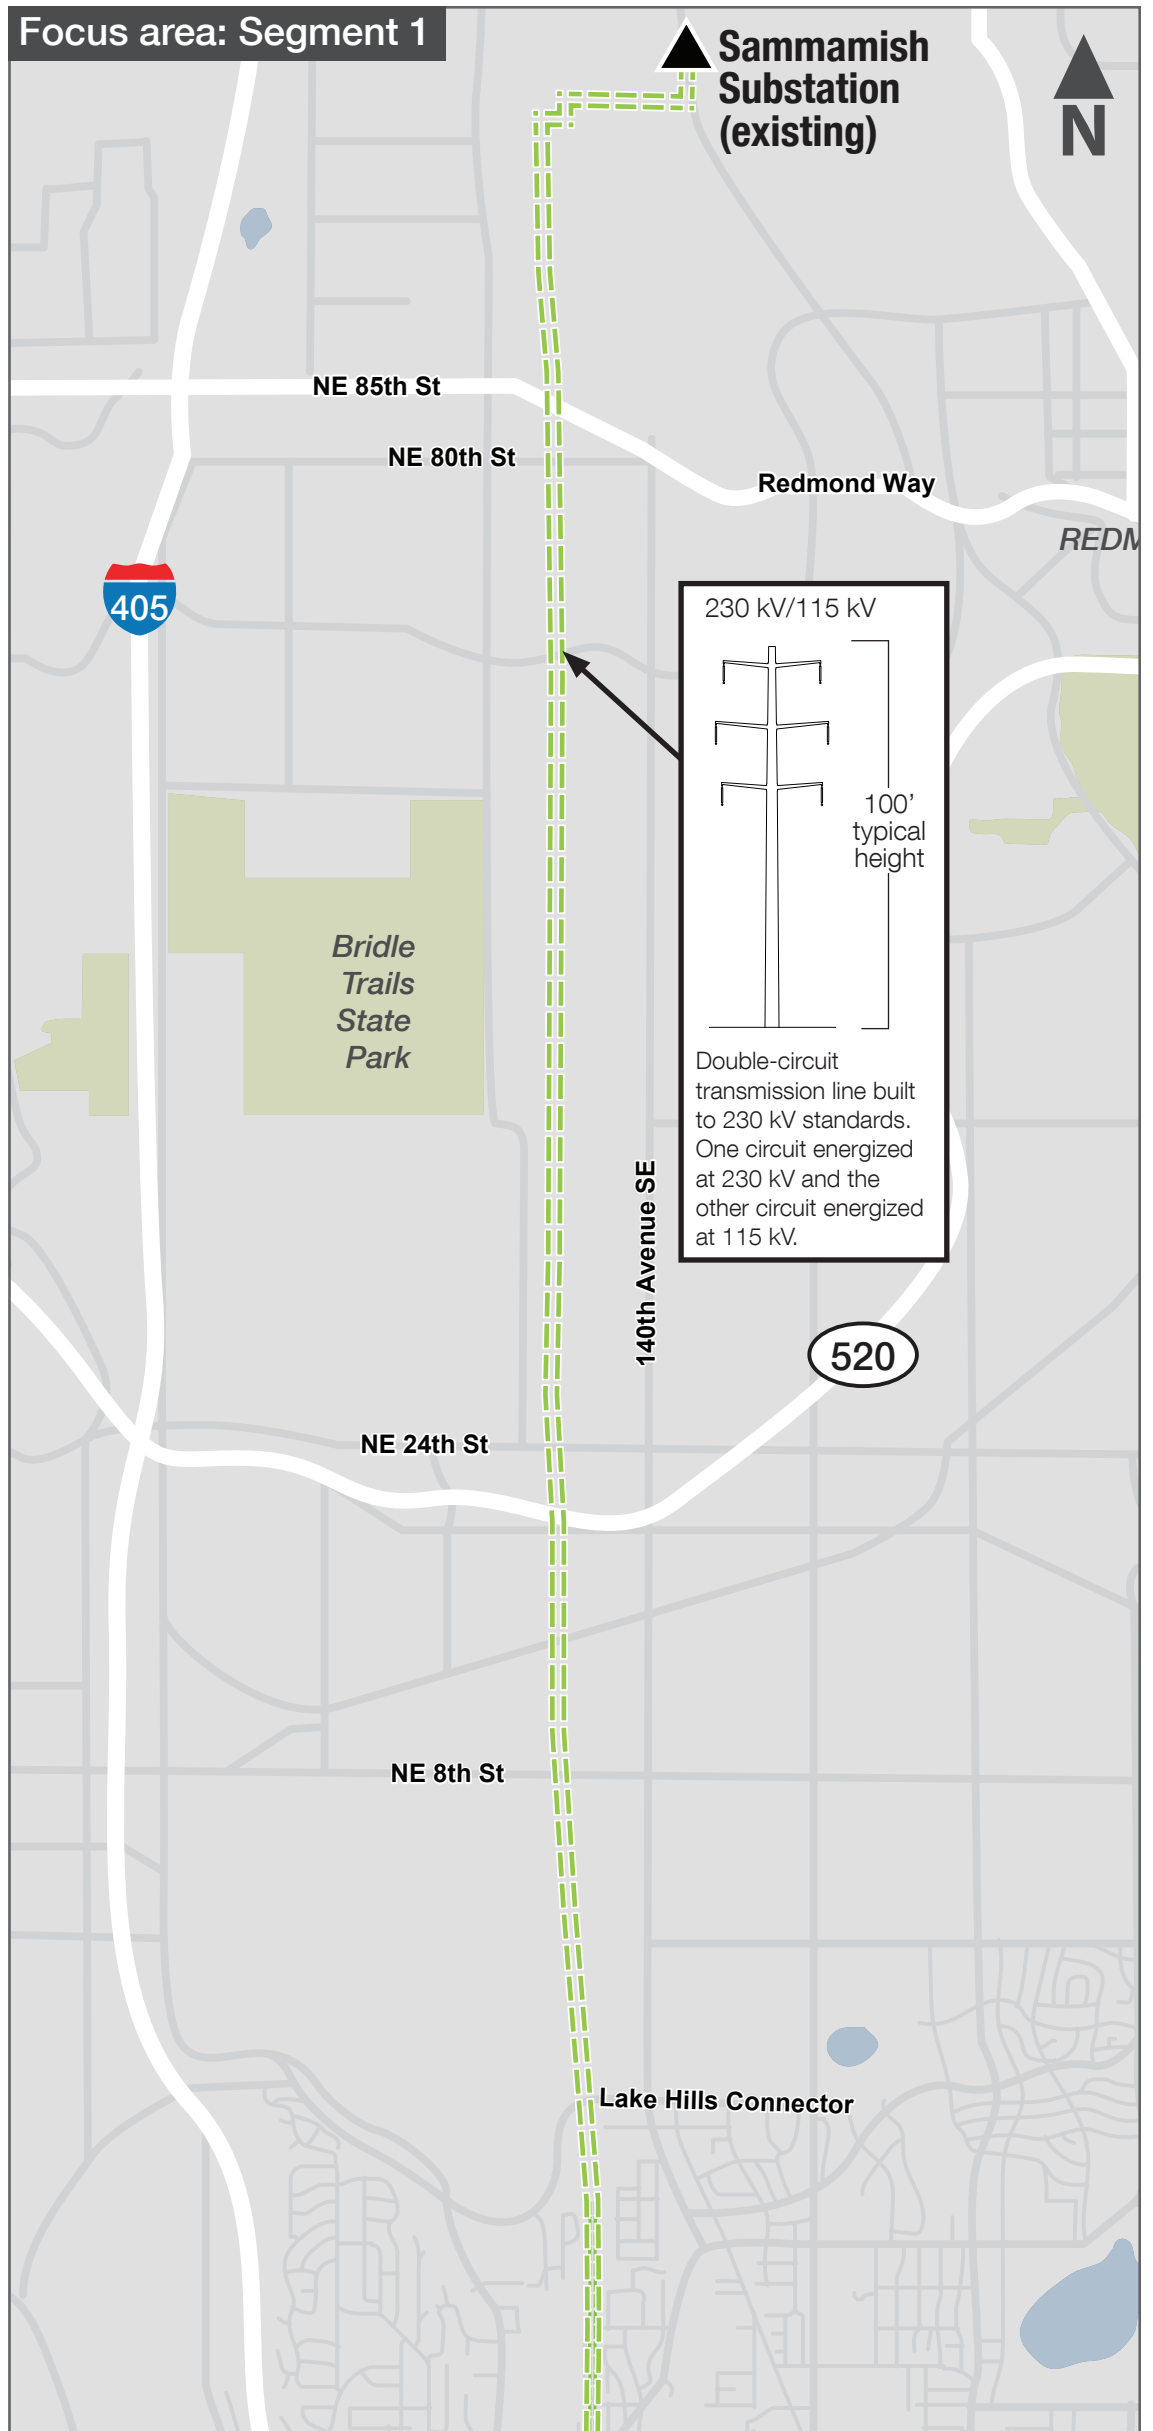 Focus area: Segment 1
Sammamish
Substation
(existing)
N
NE 85th St
NE 80th St
Redmond Way
REDM
405
230 kV/115 kV
100’
typical
height
Bridle
Trails
State
Park
Double-circuit
transmission line built
to 230 kV standards.
One circuit energized
at 230 kV and the
other circuit energized
at 115 kV.
140th Avenue SE
520
NE 24th St
NE 8th St
Lake Hills Connector